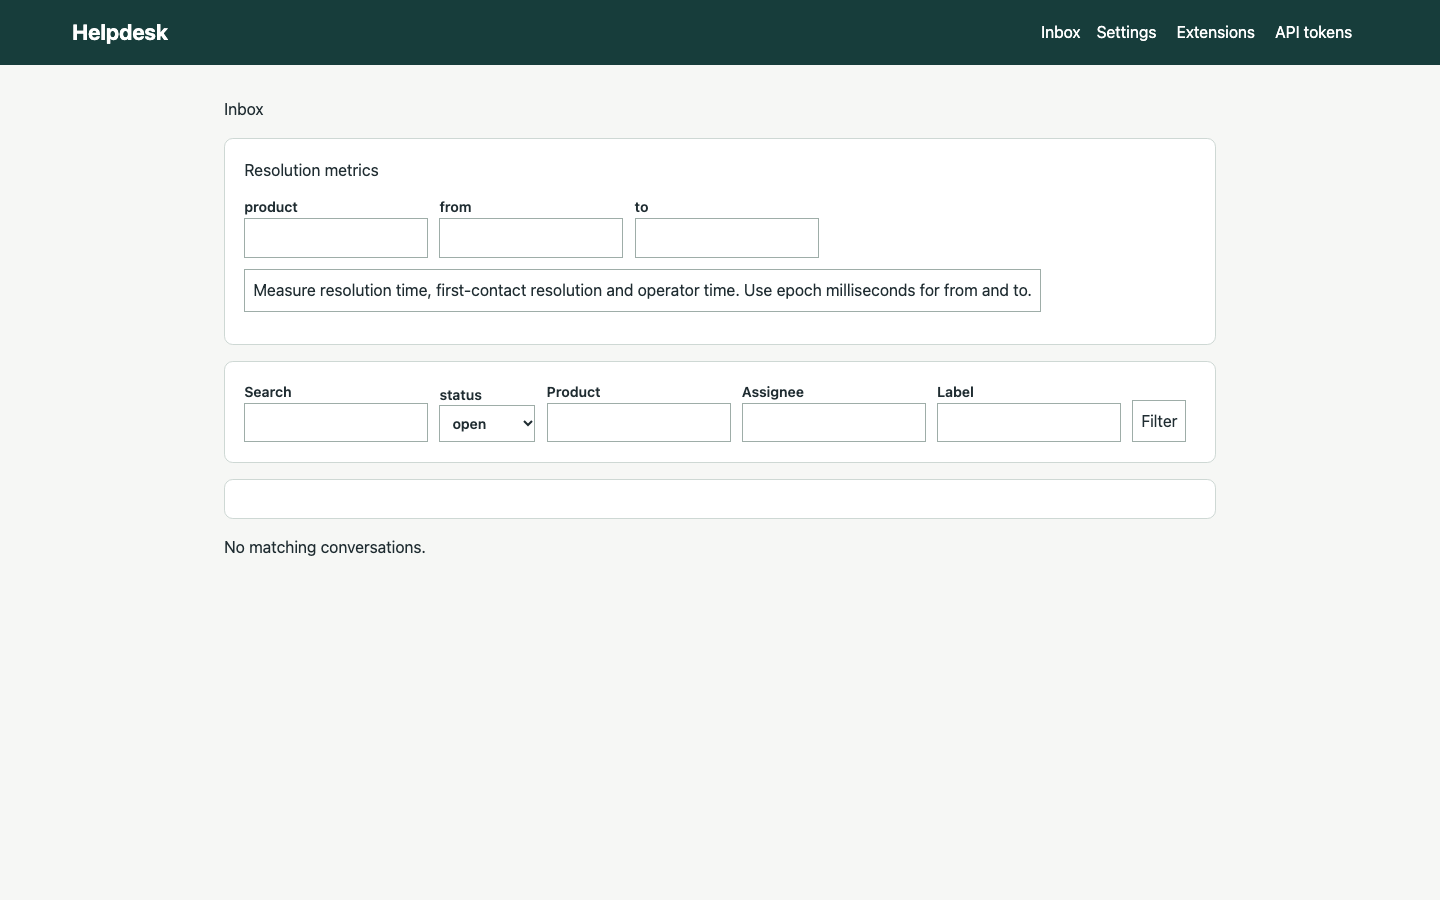 Helpdesk
Inbox Settings Extensions API tokens
Inbox
Resolution metrics
product from to
Measure resolution time, first-contact resolution and operator time. Use epoch milliseconds for from and to.
Search status Product Assignee Label
open Filter
No matching conversations.